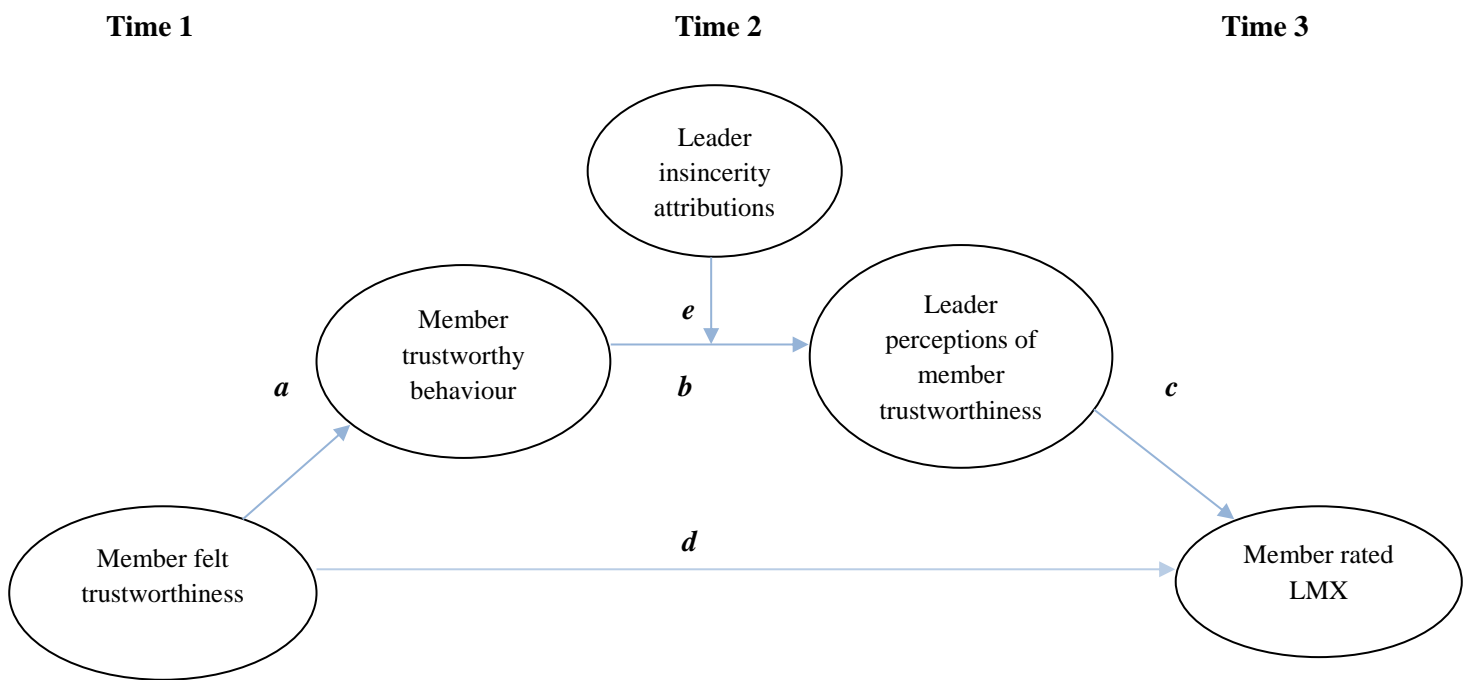 Time 1
Time 2
Time 3
Leader
insincerity
attributions
e
Member
trustworthy
behaviour
Leader
perceptions of
member
trustworthiness
a
b
c
Member felt
trustworthiness
d
Member rated
LMX